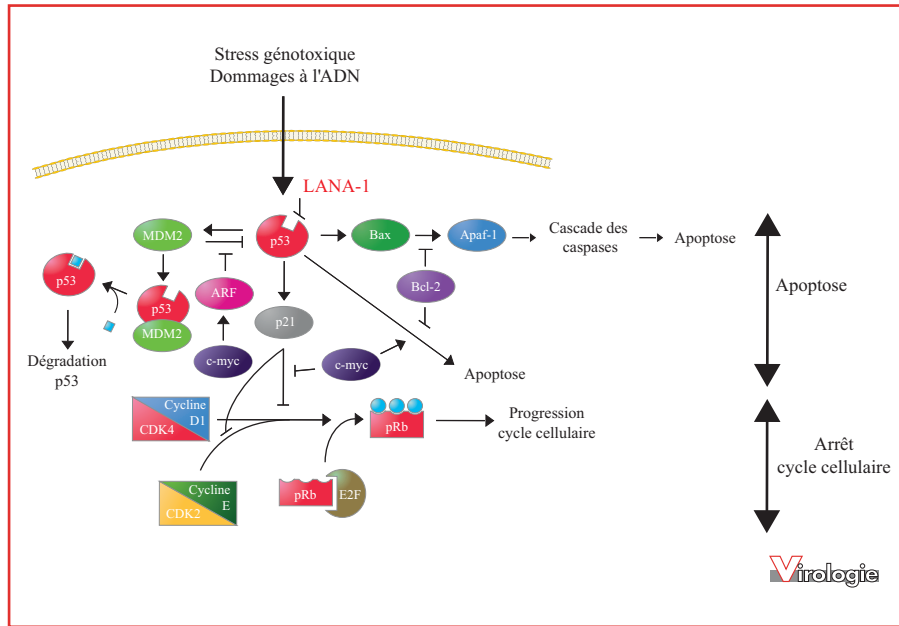 Stress génotoxique
Dommages à l'ADN
LANA-1
MDM2
p53
Bax
Apaf-1
Cascade des
caspases
Apoptose
p53
p53
MDM2
ARF
Bcl-2
p21
c-myc
c-myc
Dégradation
p53
Apoptose
Apoptose
Cycline
D1
CDK4
pRb
Progression
cycle cellulaire
Arrêt
cycle cellulaire
Cycline
E
CDK2
pRb
E2F
Virologie